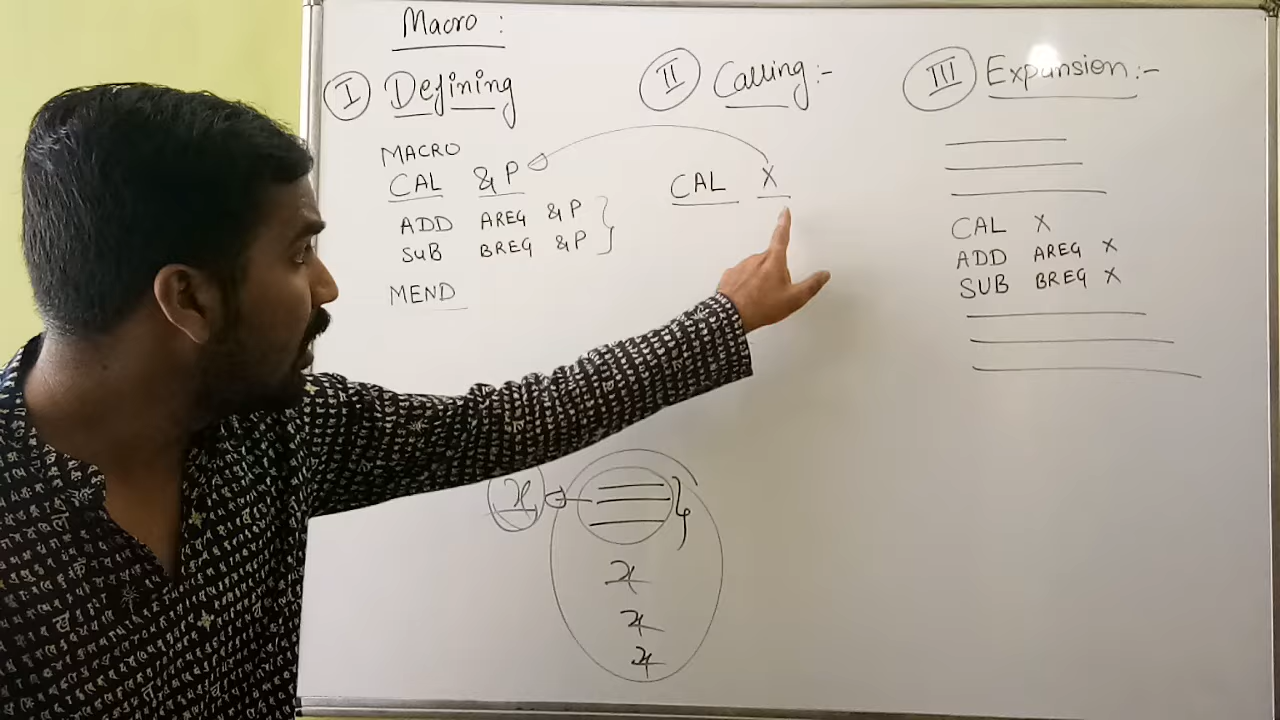 Macro :
I Defining
MACRO
CAL &P
ADD AREG &P
SUB BREG &P
MEND
II Calling :-
CAL X
III Expansion :-
CAL X
ADD AREG X
SUB BREG X
x
x
x
x